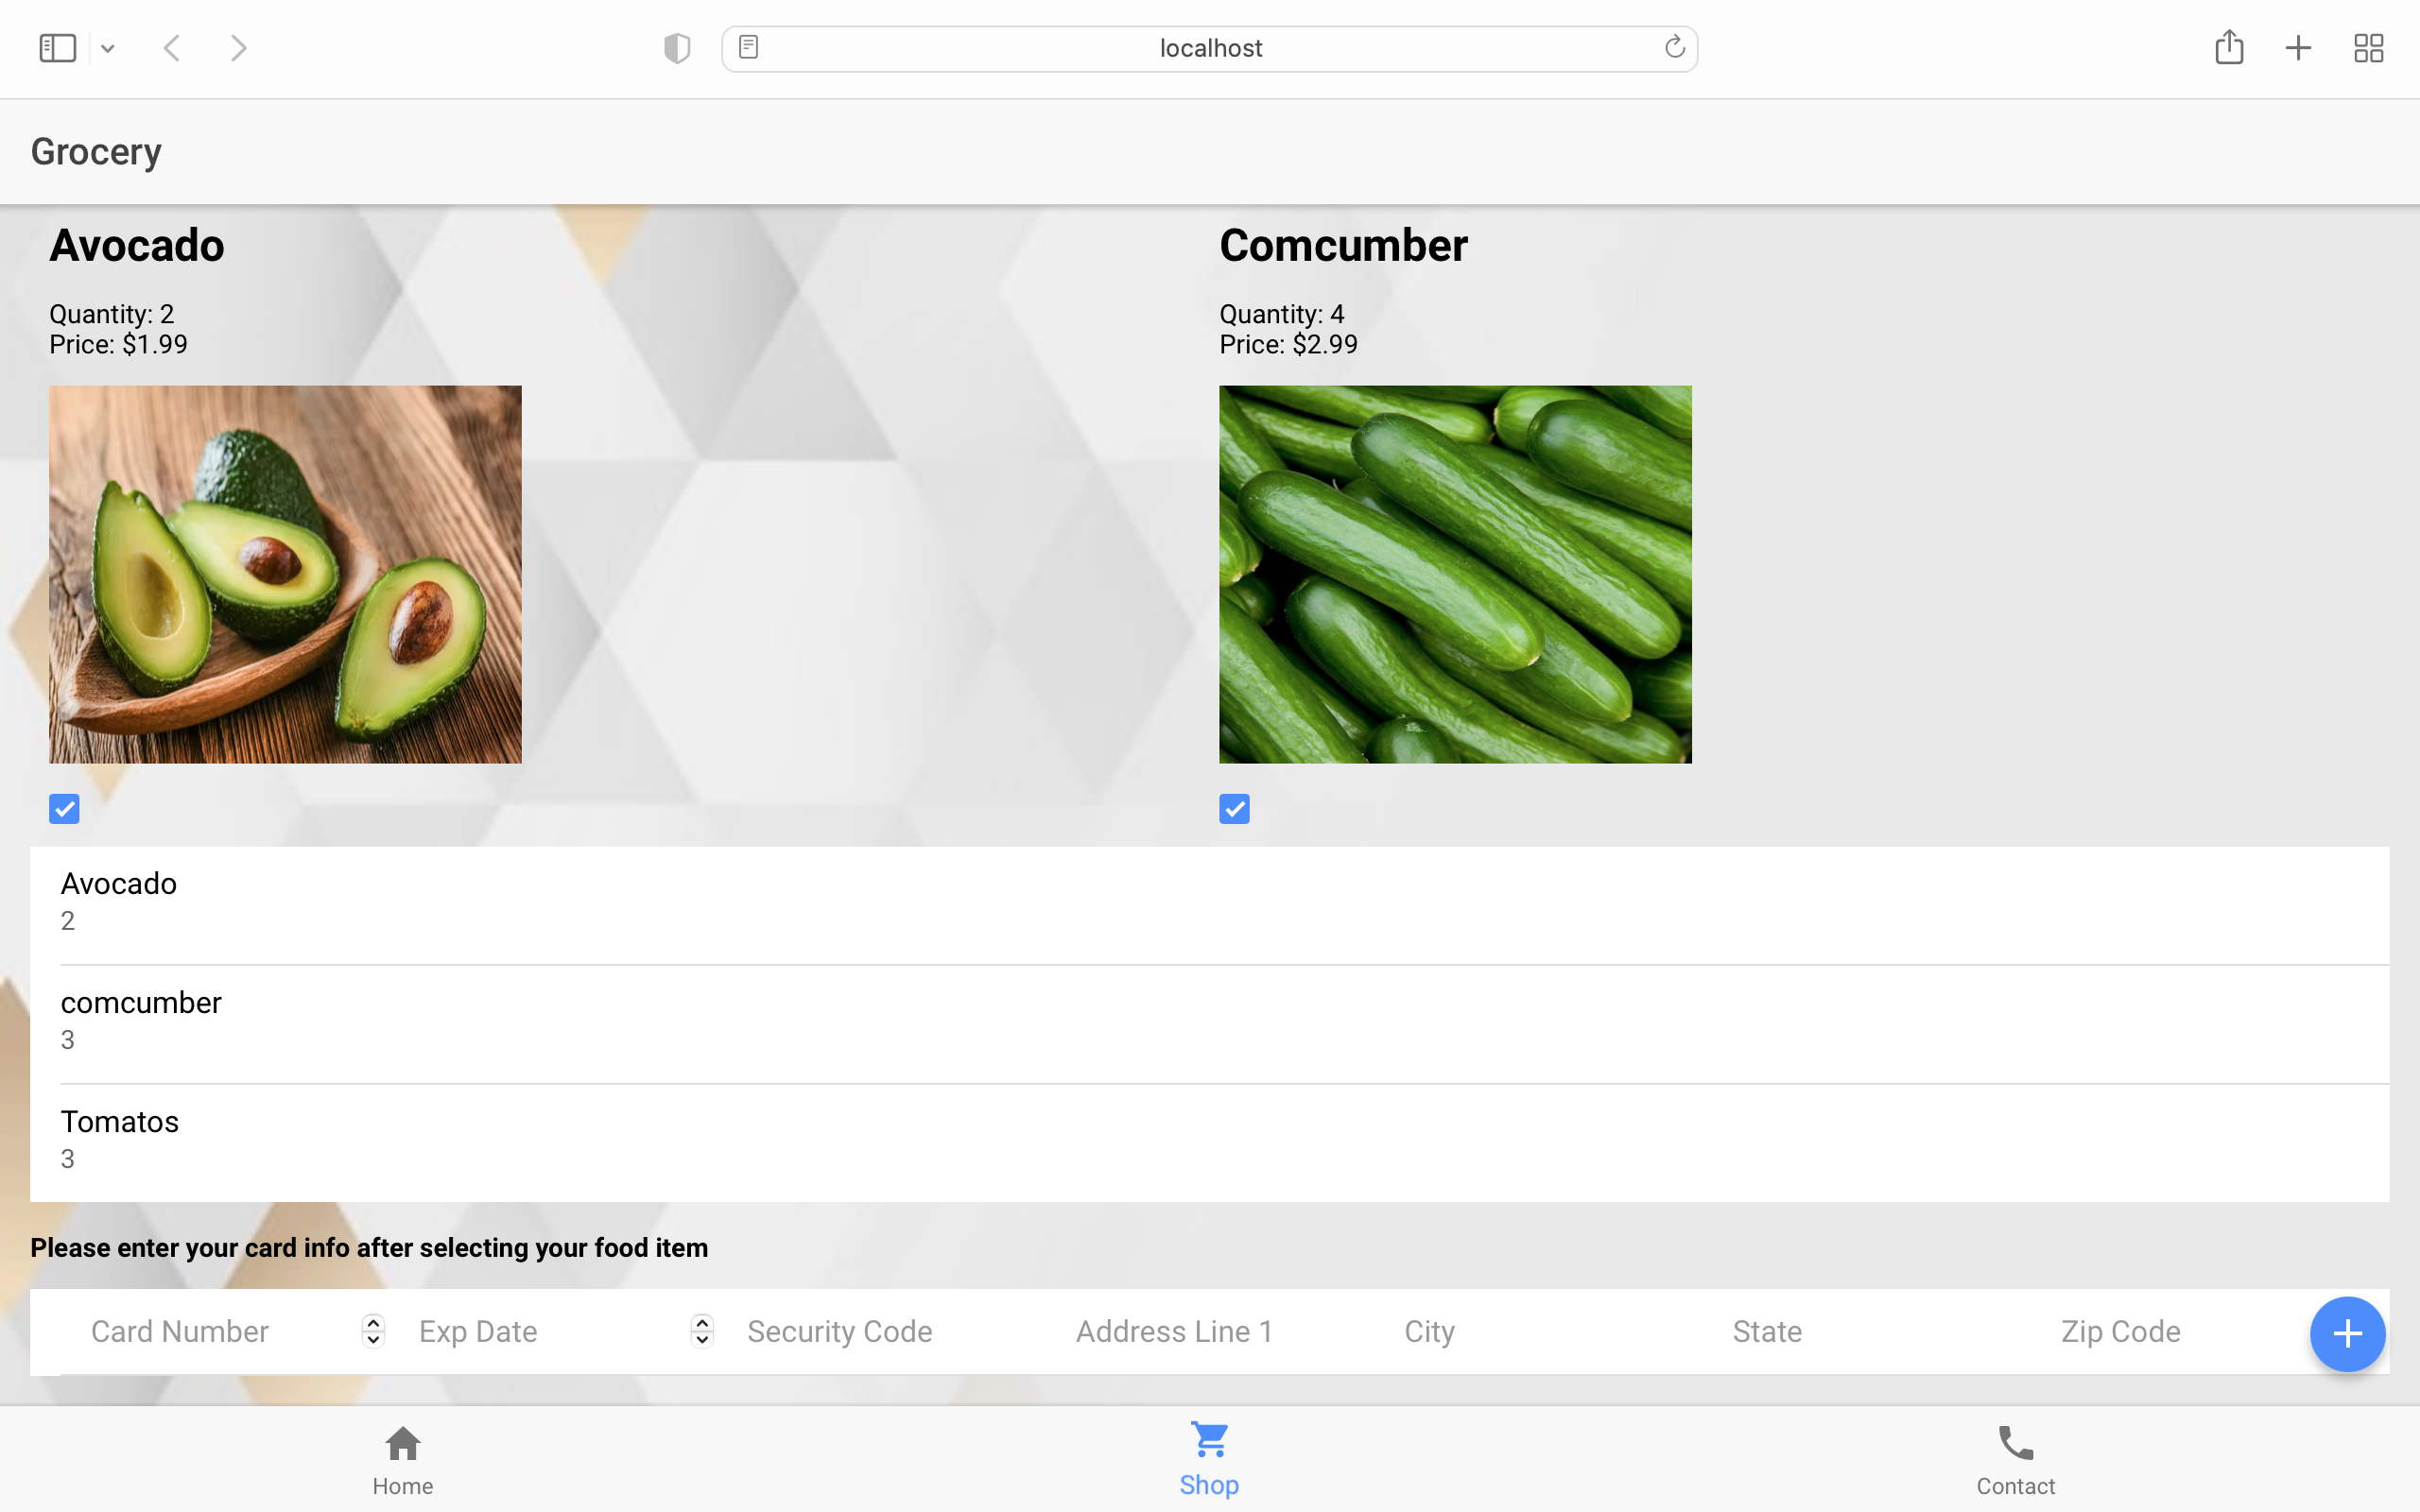 localhost
Grocery
Avocado
Quantity: 2
Price: $1.99
Comcumber
Quantity: 4
Price: $2.99
Avocado
2
comcumber
3
Tomatos
3
Please enter your card info after selecting your food item
Card Number Exp Date Security Code Address Line 1 City State Zip Code
Home Shop Contact